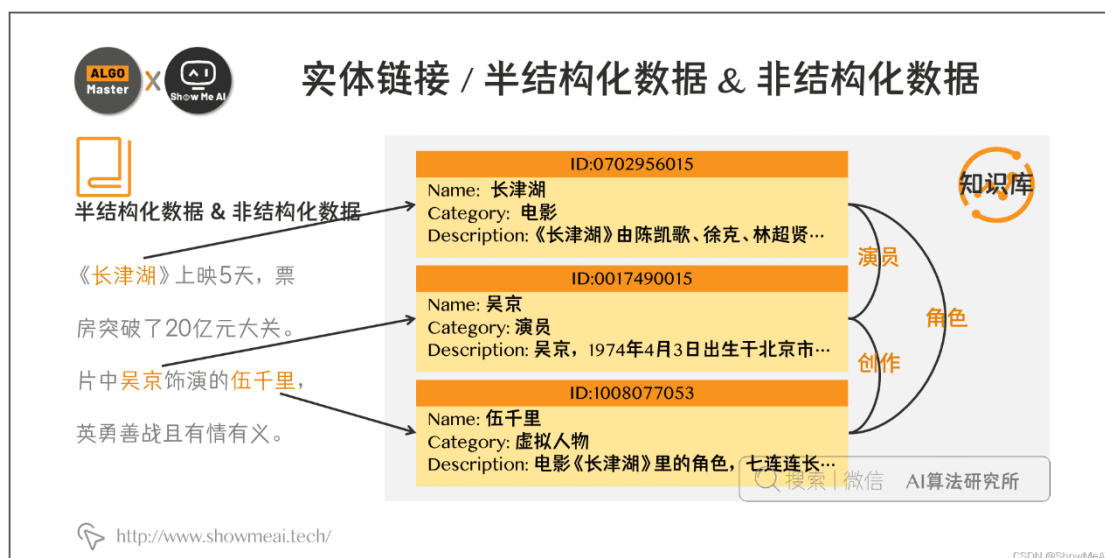 ALGO
Master
X
Show Me AI
实体链接 / 半结构化数据 & 非结构化数据
半结构化数据 & 非结构化数据
《长津湖》上映5天，票
房突破了20亿元大关。
片中吴京饰演的伍千里，
英勇善战且有情有义。
ID:0702956015
Name: 长津湖
Category: 电影
Description:《长津湖》由陈凯歌、徐克、林超贤…
ID:0017490015
Name: 吴京
Category: 演员
Description: 吴京，1974年4月3日出生干北京市…
ID:1008077053
Name: 伍千里
Category: 虚拟人物
Description: 电影《长津湖》里的角色，七连连长…
知识库
演员
角色
创作
搜索 | 微信 AI算法研究所
http://www.showmeai.tech/
CSDN @ShowMeAI